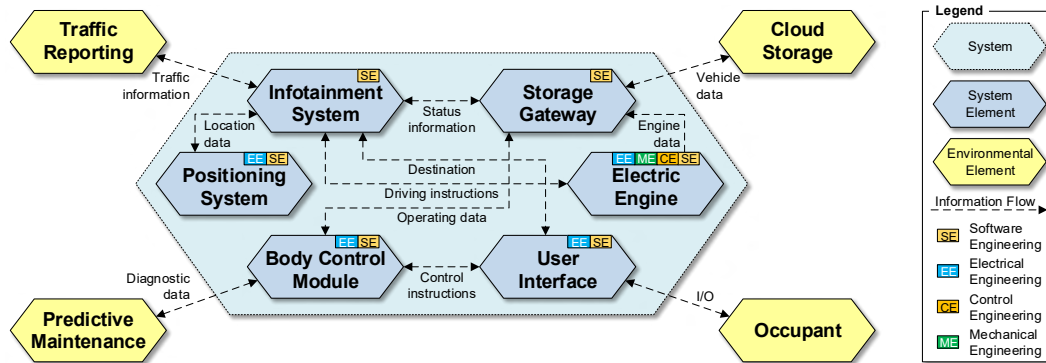 Traffic
Reporting
Cloud
Storage
Traffic
information
Vehicle
data
SE
Infotainment
System
SE
Storage
Gateway
Status
information
Location
data
Engine
data
EE SE
Positioning
System
Destination
EE ME CE SE
Electric
Engine
Driving instructions
Operating data
EE SE
Body Control
Module
EE SE
User
Interface
Control
instructions
Diagnostic
data
I/O
Predictive
Maintenance
Occupant
Legend
System
System
Element
Environmental
Element
Information Flow
SE
Software
Engineering
EE
Electrical
Engineering
CE
Control
Engineering
ME
Mechanical
Engineering